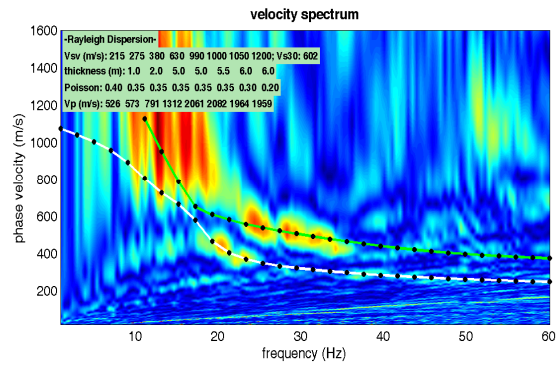 velocity spectrum
1600
1400
1200
1000
800
600
400
200
phase velocity (m/s)
-Rayleigh Dispersion-
Vsv (m/s): 215 275 380 630 990 1000 1050 1200; Vs30: 602
thickness (m): 1.0 2.0 5.0 5.0 5.5 6.0 6.0
Poisson: 0.40 0.35 0.35 0.35 0.35 0.35 0.30 0.20
Vp (m/s): 526 573 791 1312 2061 2082 1964 1959
10 20 30 40 50 60
frequency (Hz)